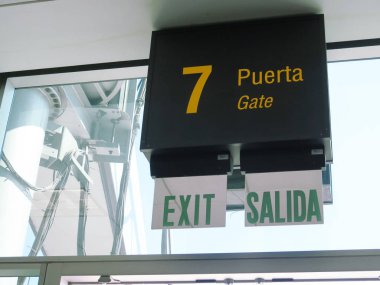 7 Puerta
Gate
EXIT SALIDA